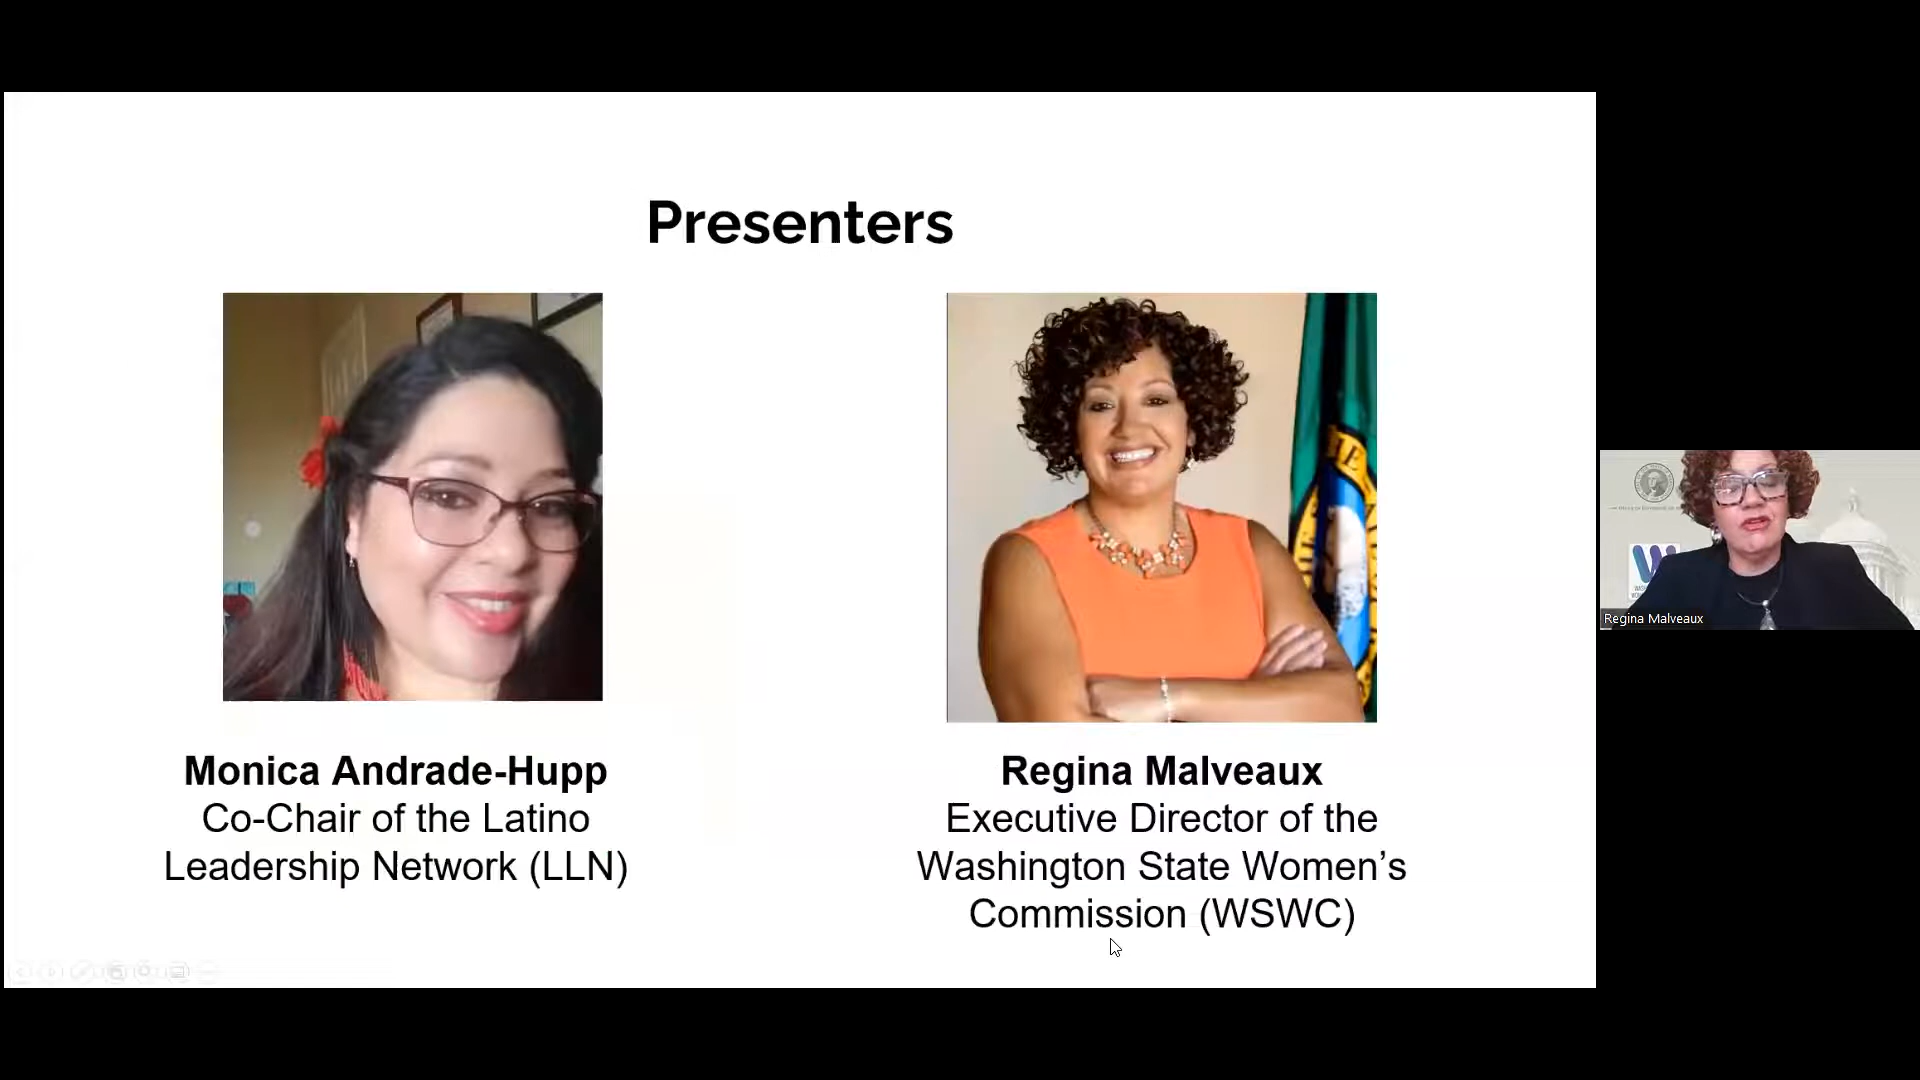 Presenters
Monica Andrade-Hupp
Co-Chair of the Latino
Leadership Network (LLN)
Regina Malveaux
Executive Director of the
Washington State Women's
Commission (WSWC)
Regina Malveaux